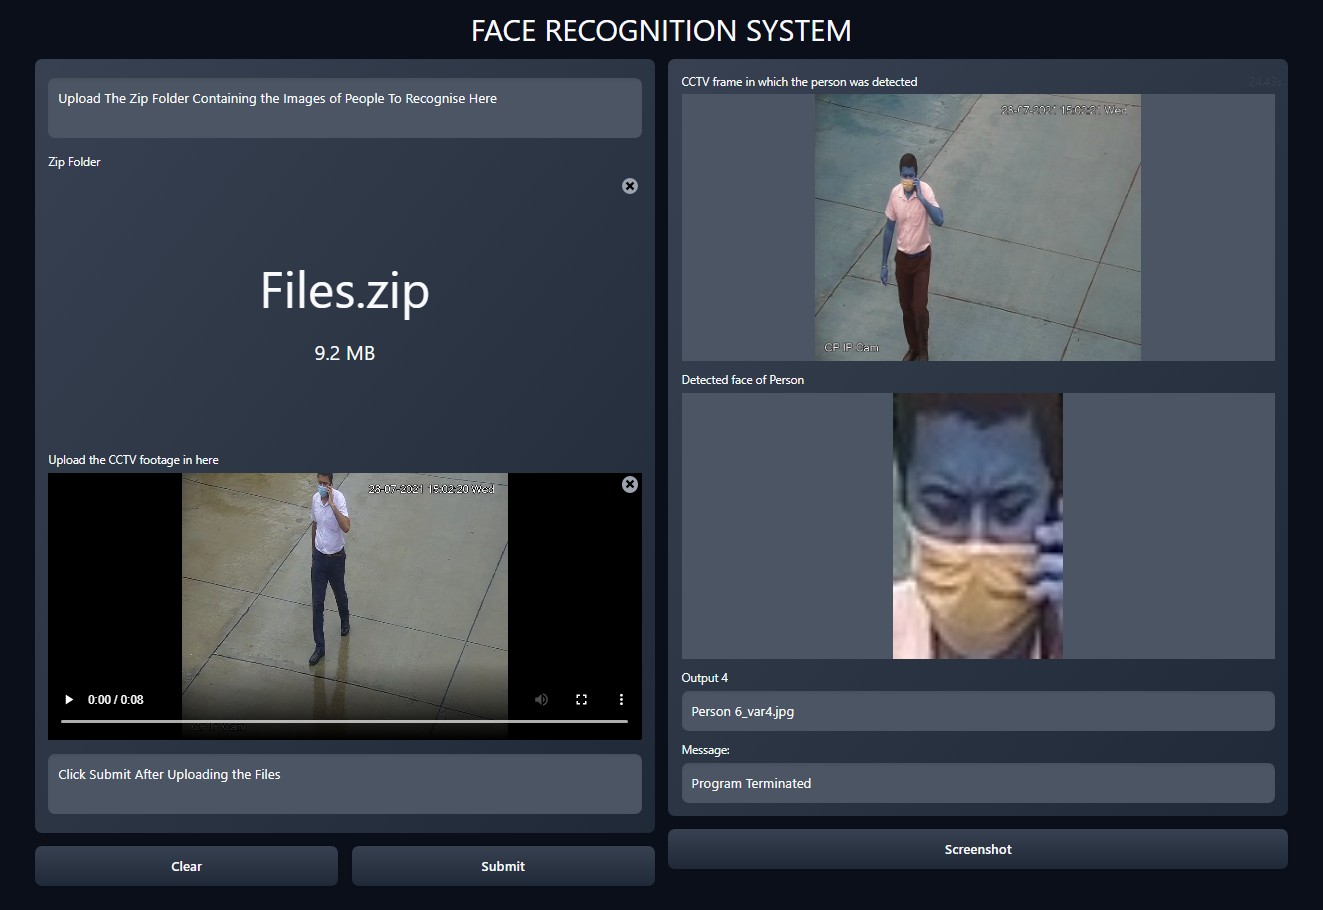 FACE RECOGNITION SYSTEM
Upload The Zip Folder Containing the Images of People To Recognise Here
Zip Folder
Files.zip
9.2 MB
Upload the CCTV footage in here
28-07-2021 15:02:20 Wed
0:00 / 0:08
CP IP Cam
Click Submit After Uploading the Files
Clear
Submit
CCTV frame in which the person was detected
28-07-2021 15:02:21 Wed
CP IP Cam
Detected face of Person
Output 4
Person 6_var4.jpg
Message:
Program Terminated
Screenshot